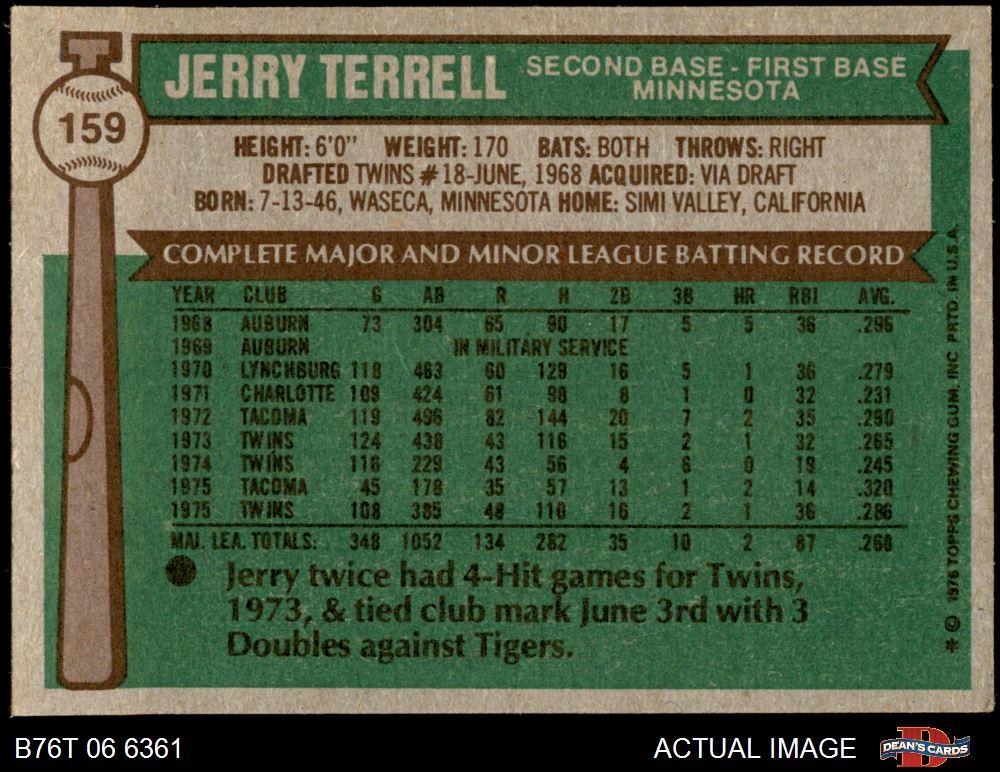 159
JERRY TERRELL
SECOND BASE - FIRST BASE
MINNESOTA
HEIGHT: 6'0" WEIGHT: 170 BATS: BOTH THROWS: RIGHT
DRAFTED TWINS #18-JUNE, 1968 ACQUIRED: VIA DRAFT
BORN: 7-13-46, WASECA, MINNESOTA HOME: SIMI VALLEY, CALIFORNIA
COMPLETE MAJOR AND MINOR LEAGUE BATTING RECORD
YEAR CLUB G AB R H 2B 3B HR RBI AVG.
1968 AUBURN 73 304 65 90 17 5 5 36 .296
1969 AUBURN IN MILITARY SERVICE
1970 LYNCHBURG 118 463 60 129 16 5 1 36 .279
1971 CHARLOTTE 109 424 61 98 8 1 0 32 .231
1972 TACOMA 119 496 82 144 20 7 2 35 .290
1973 TWINS 124 438 43 116 15 2 1 32 .265
1974 TWINS 116 229 43 56 4 6 0 19 .245
1975 TACOMA 45 178 35 57 13 1 2 14 .320
1975 TWINS 108 385 48 110 16 2 1 36 .286
MAJ. LEA. TOTALS: 348 1052 134 282 35 10 2 87 .268
Jerry twice had 4-Hit games for Twins,
1973, & tied club mark June 3rd with 3
Doubles against Tigers.
* © 1976 TOPPS CHEWING GUM, INC PRTD. IN U.S.A.
B76T 06 6361
ACTUAL IMAGE
DEAN'S CARDS